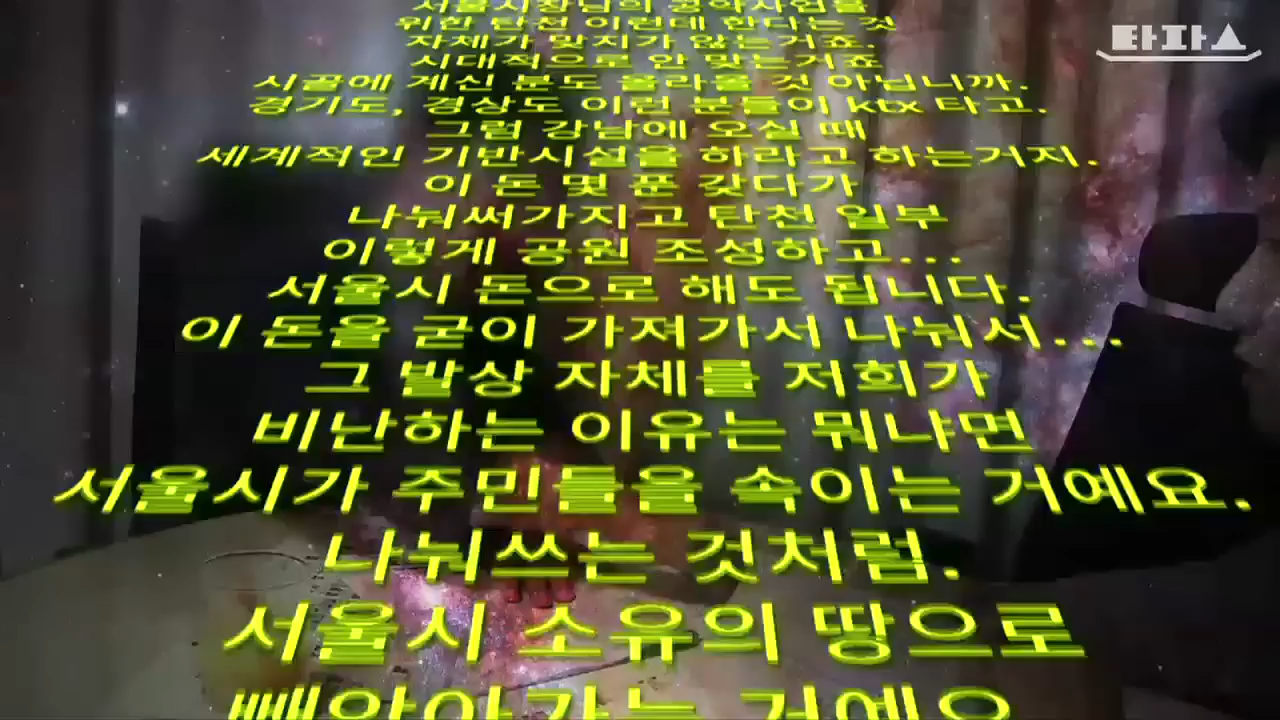 서울시장님의 공약사업을
위한 탄천 이런데 한다는 것
자체가 맞지가 않는거죠.
시대적으로 안 맞는거죠
시골에 계신 분도 올라올 것 아닙니까.
경기도, 경상도 이런 분들이 ktx 타고.
그럼 강남에 오실 때
세계적인 기반시설을 하라고 하는거지.
이 돈 몇 푼 갖다가
나눠써가지고 탄천 일부
이렇게 공원 조성하고...
서울시 돈으로 해도 됩니다.
이 돈을 굳이 가져가서 나눠서...
그 발상 자체를 저희가
비난하는 이유는 뭐냐면
서울시가 주민들을 속이는 거예요.
나눠쓰는 것처럼.
서울시 소유의 땅으로
빼앗아가는 거예요
타파스